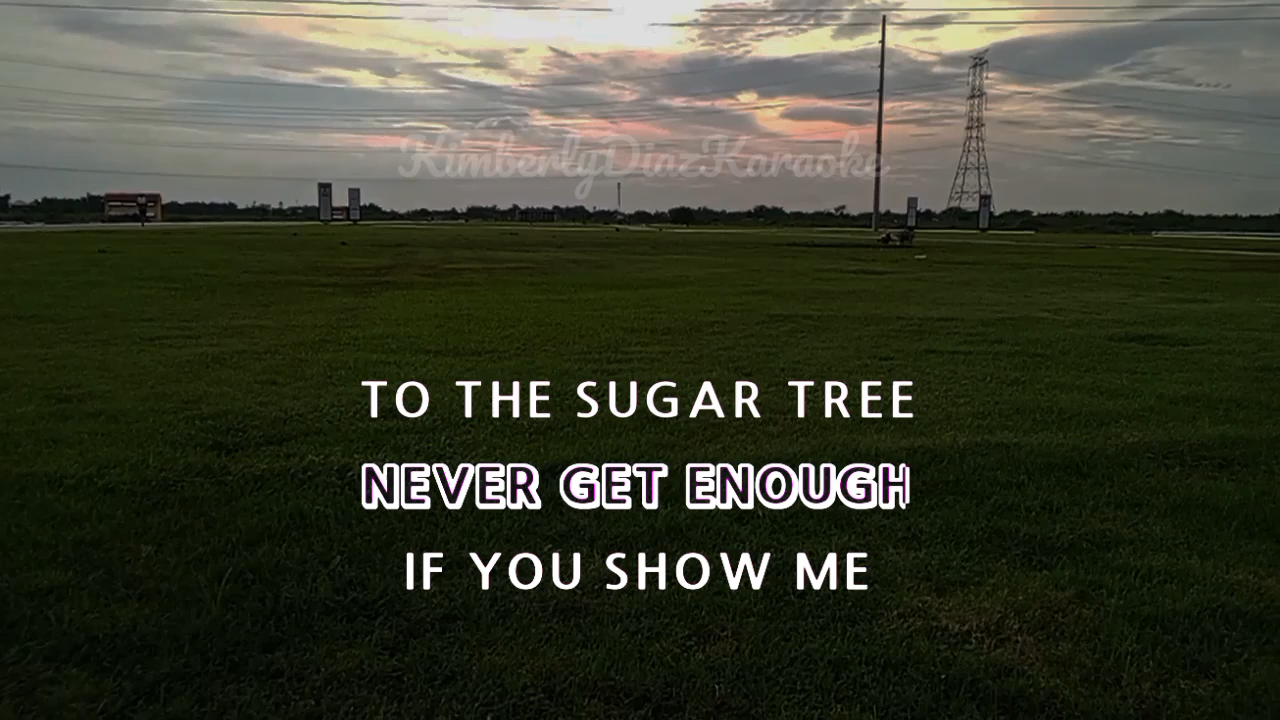 KimberlyDiazKaraoke
TO THE SUGAR TREE
NEVER GET ENOUGH
IF YOU SHOW ME